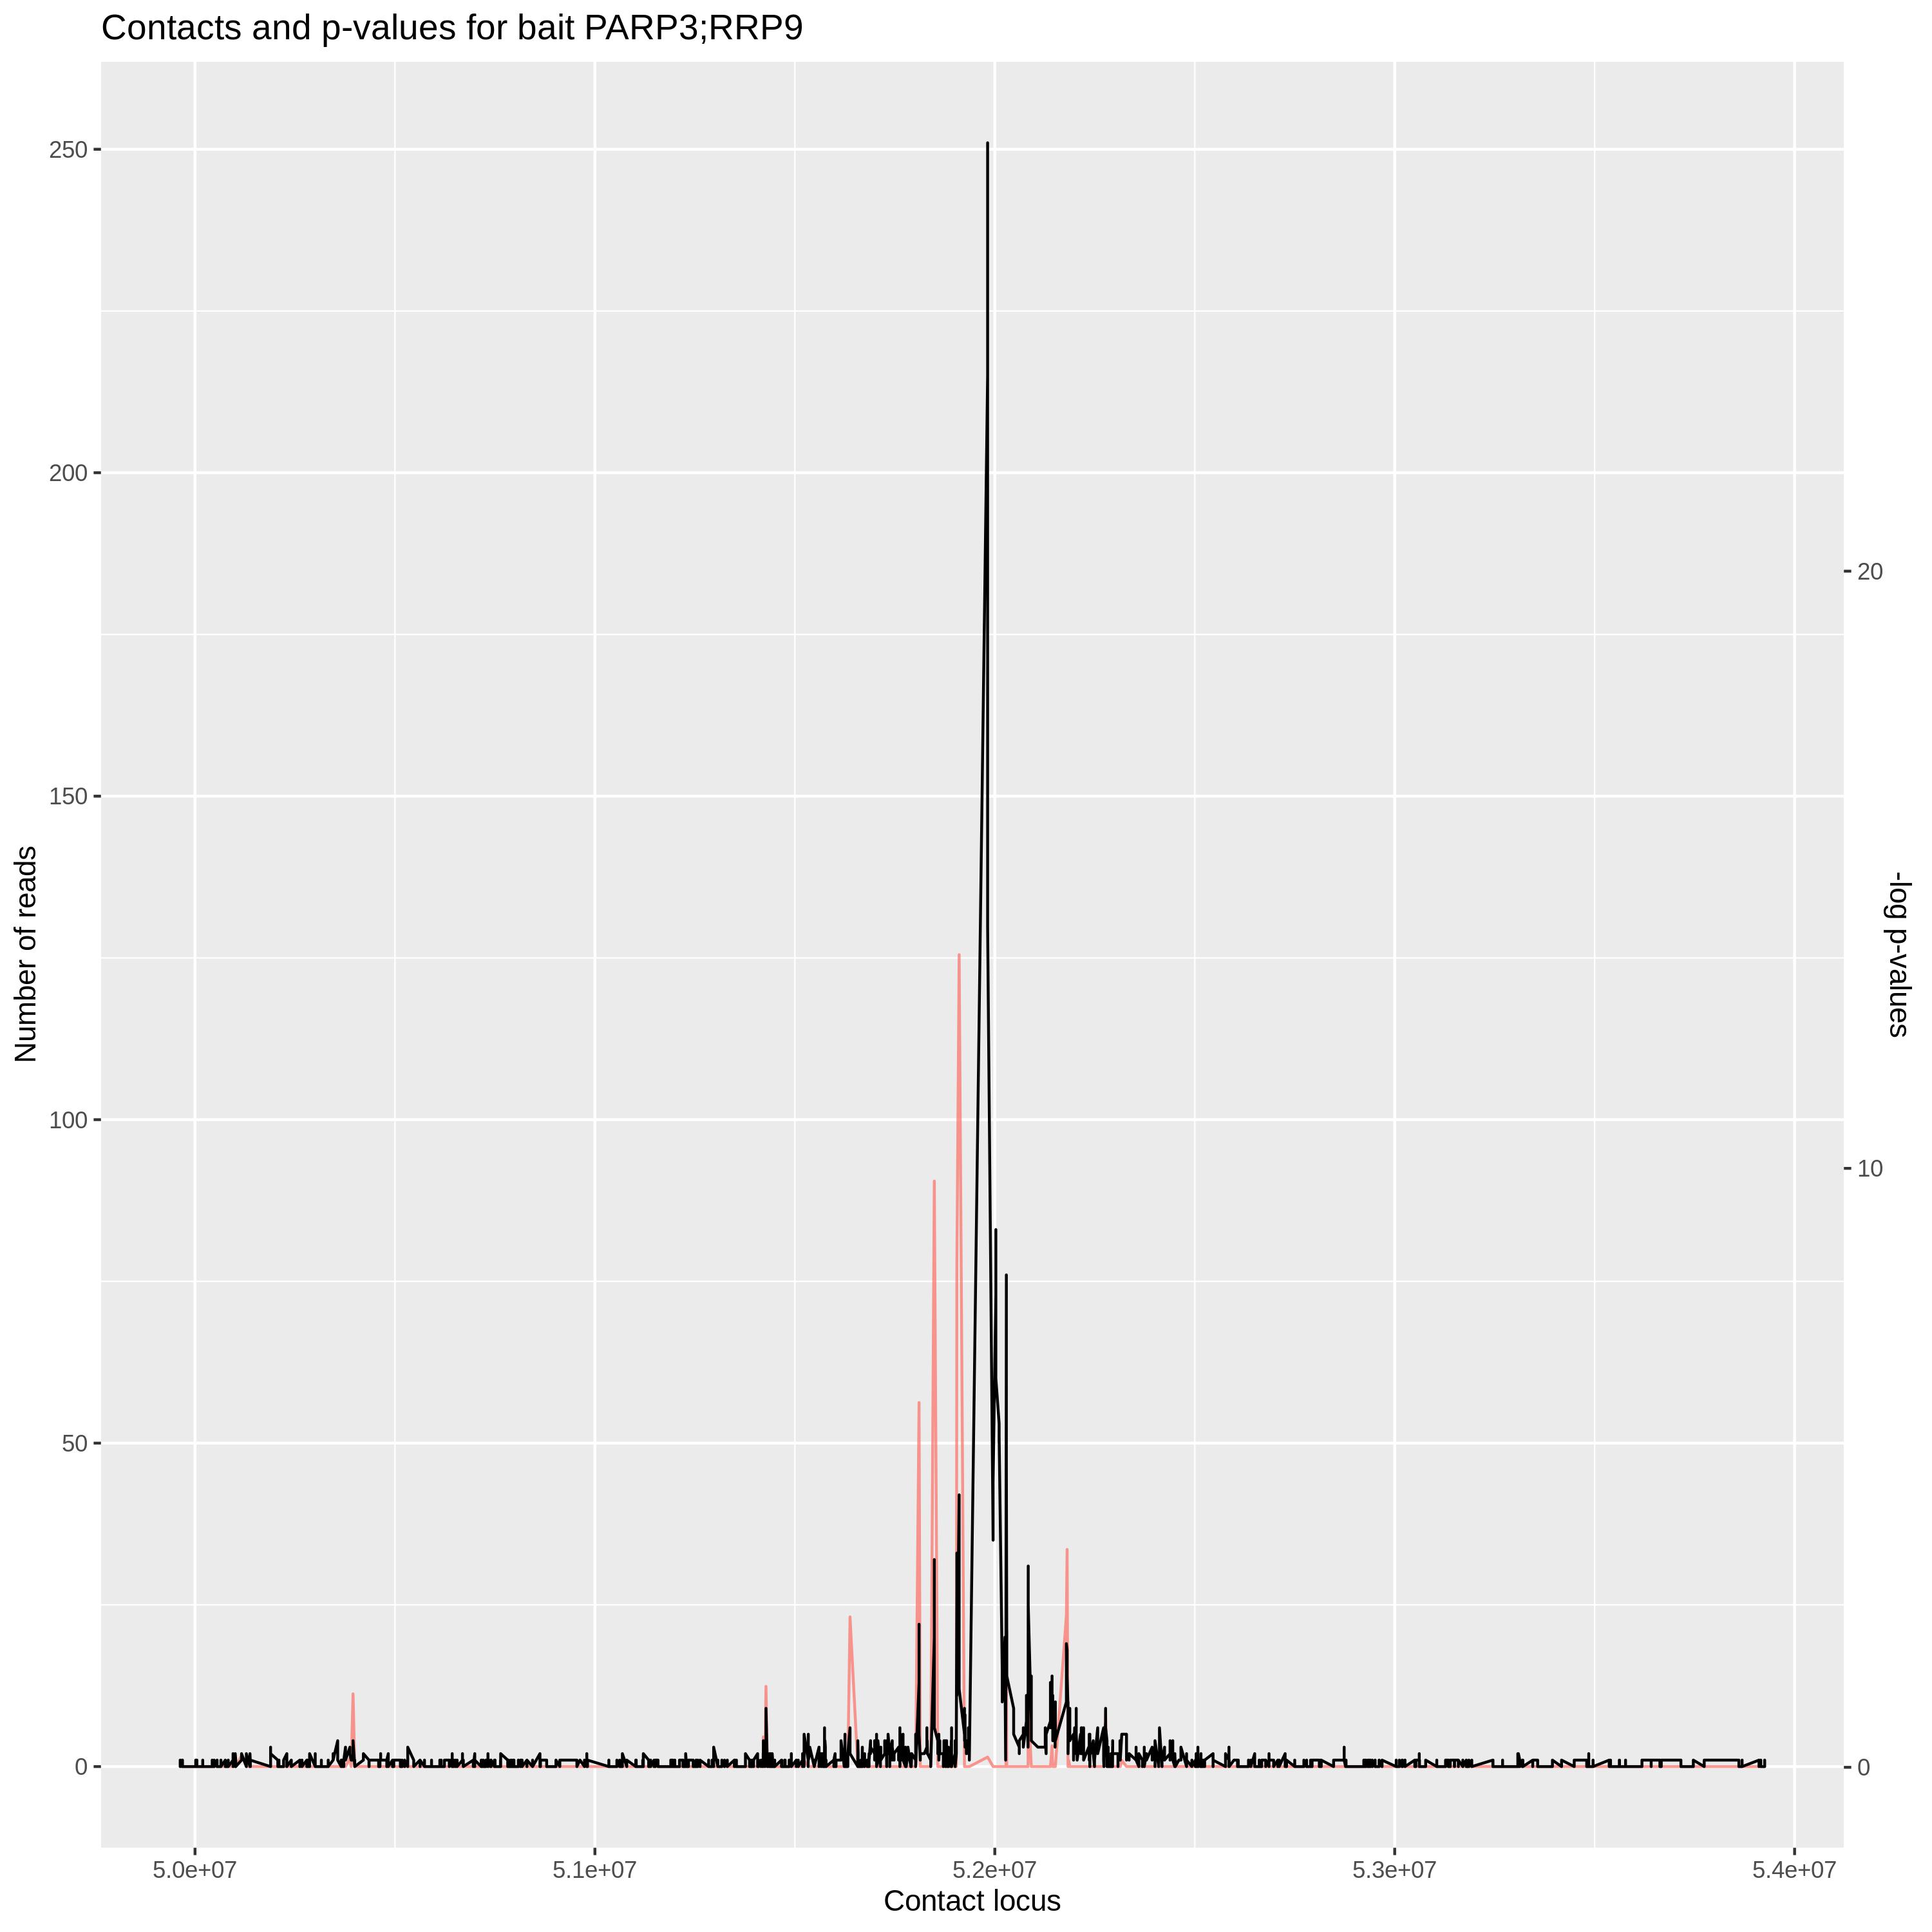 Contacts and p-values for bait PARP3;RRP9
250
200
150
100
50
0
Number of reads
20
10
0
-log p-values
5.0e+07
5.1e+07
5.2e+07
5.3e+07
5.4e+07
Contact locus